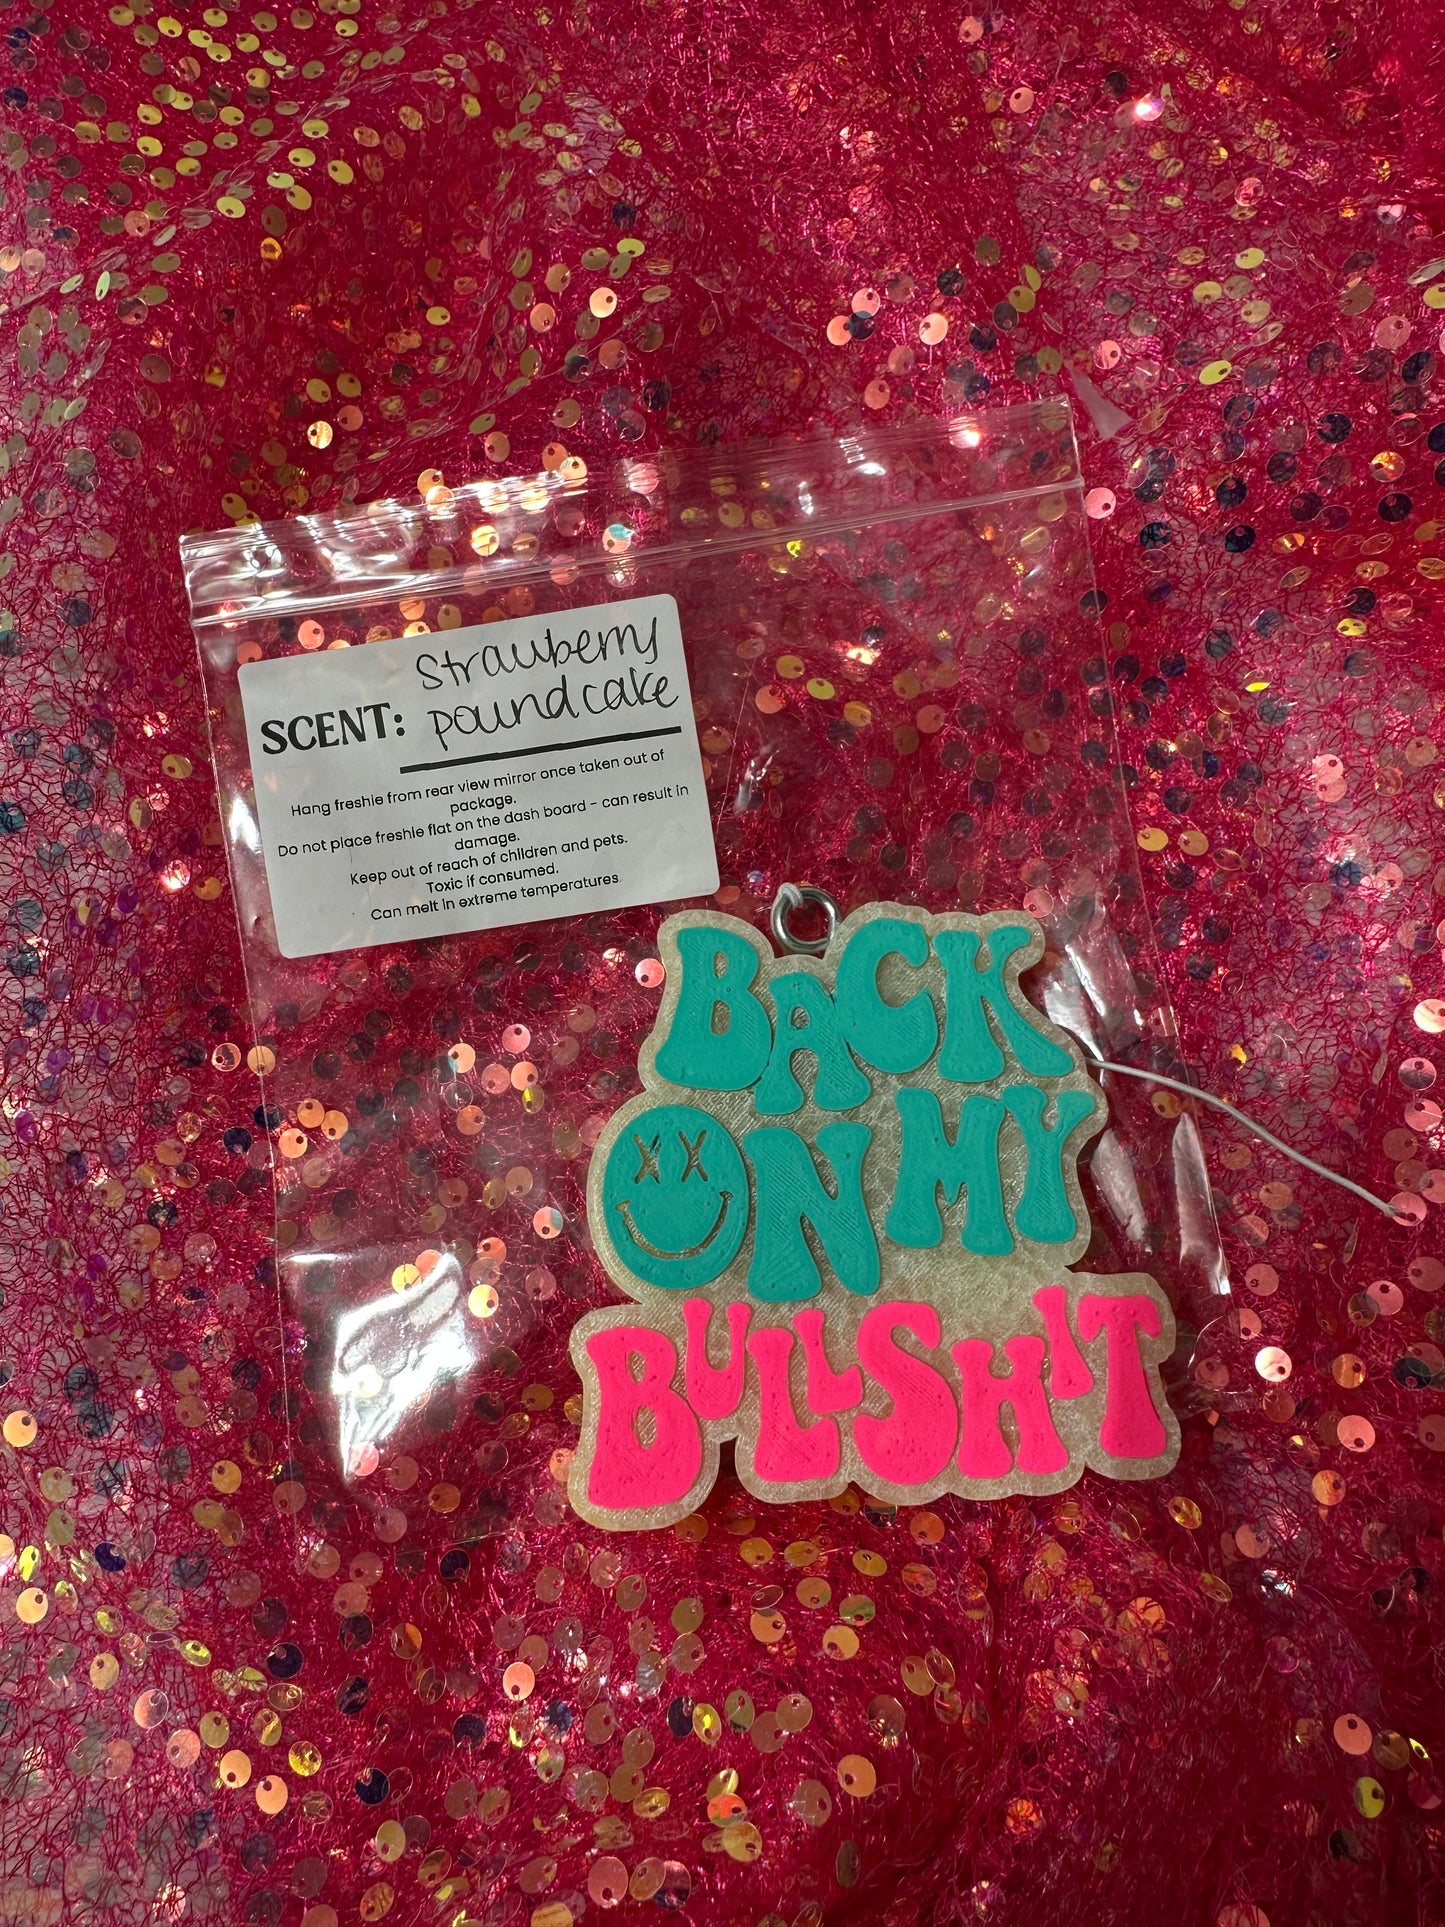 Strawberry
SCENT: poundcake
Hang freshie from rear view mirror once taken out of
package.
Do not place freshie flat on the dash board - can result in
damage.
Keep out of reach of children and pets.
Toxic if consumed.
Can melt in extreme temperatures
BACK
ON MY
BULLSHIT